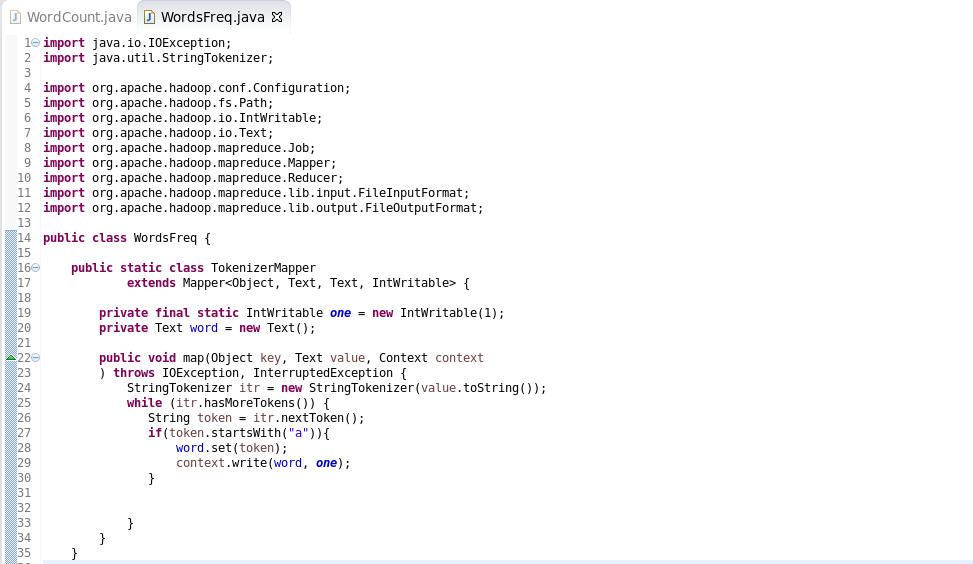 WordCount.java WordsFreq.java
1 import java.io.IOException;
2 import java.util.StringTokenizer;
3
4 import org.apache.hadoop.conf.Configuration;
5 import org.apache.hadoop.fs.Path;
6 import org.apache.hadoop.io.IntWritable;
7 import org.apache.hadoop.io.Text;
8 import org.apache.hadoop.mapreduce.Job;
9 import org.apache.hadoop.mapreduce.Mapper;
10 import org.apache.hadoop.mapreduce.Reducer;
11 import org.apache.hadoop.mapreduce.lib.input.FileInputFormat;
12 import org.apache.hadoop.mapreduce.lib.output.FileOutputFormat;
13
14 public class WordsFreq {
15
16     public static class TokenizerMapper
17             extends Mapper<Object, Text, Text, IntWritable> {
18
19         private final static IntWritable one = new IntWritable(1);
20         private Text word = new Text();
21
22         public void map(Object key, Text value, Context context
23         ) throws IOException, InterruptedException {
24             StringTokenizer itr = new StringTokenizer(value.toString());
25             while (itr.hasMoreTokens()) {
26                String token = itr.nextToken();
27                if(token.startsWith("a")){
28                    word.set(token);
29                    context.write(word, one);
30                }
31
32
33             }
34         }
35     }